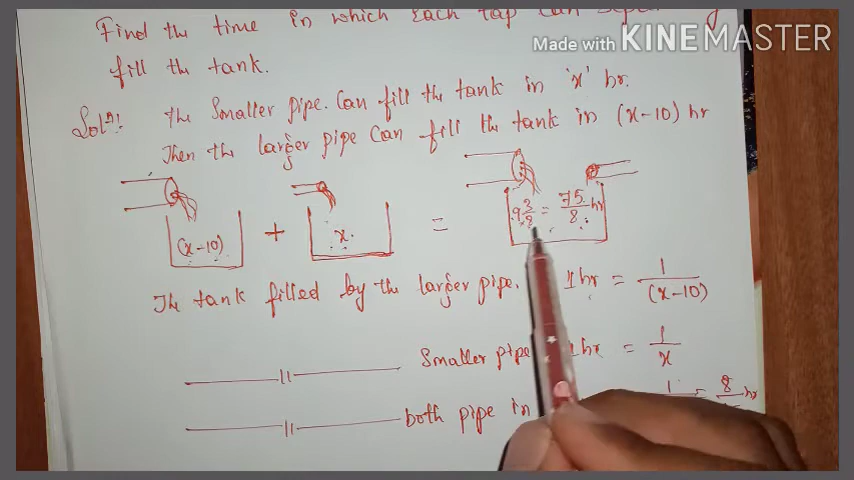 Find the time in which each tap can
Made with KINEMASTER
fill the tank.
Solⁿ! The Smaller pipe. Can fill the tank in 'x' hr.
Then the larger pipe Can fill the tank in (x-10) hr
(x-10) + x = 9 3/8 = 75/8 hr
The tank filled by the larger pipe. 1hr = 1/(x-10)
—————||————— Smaller pipe 1hr = 1/x
—————||————— both pipe in = 8 hr